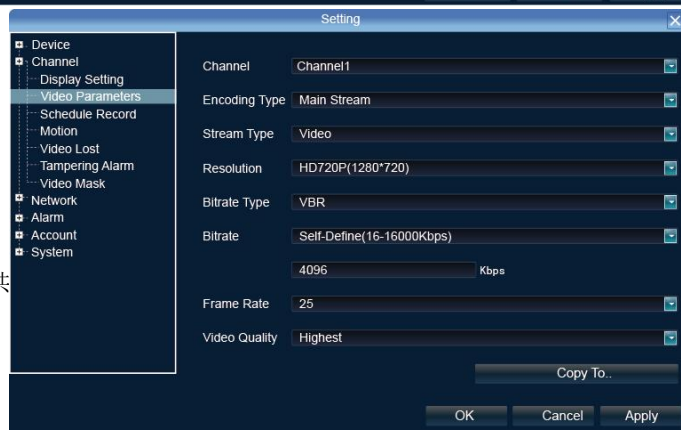 Setting
Device
Channel
Display Setting
Video Parameters
Schedule Record
Motion
Video Lost
Tampering Alarm
Video Mask
Network
Alarm
Account
System
Channel Channel1
Encoding Type Main Stream
Stream Type Video
Resolution HD720P(1280*720)
Bitrate Type VBR
Bitrate Self-Define(16-16000Kbps)
4096 Kbps
Frame Rate 25
Video Quality Highest
Copy To..
OK Cancel Apply